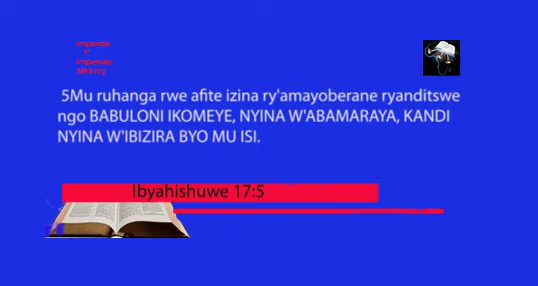 Impanda
y'
Impuruza
Ministry
5Mu ruhanga rwe afite izina ry'amayoberane ryanditswe
ngo BABULONI IKOMEYE, NYINA W'ABAMARAYA, KANDI
NYINA W'IBIZIRA BYO MU ISI.
Ibyahishuwe 17:5